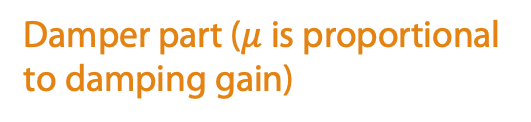 Damper part (𝜇 is proportional
to damping gain)